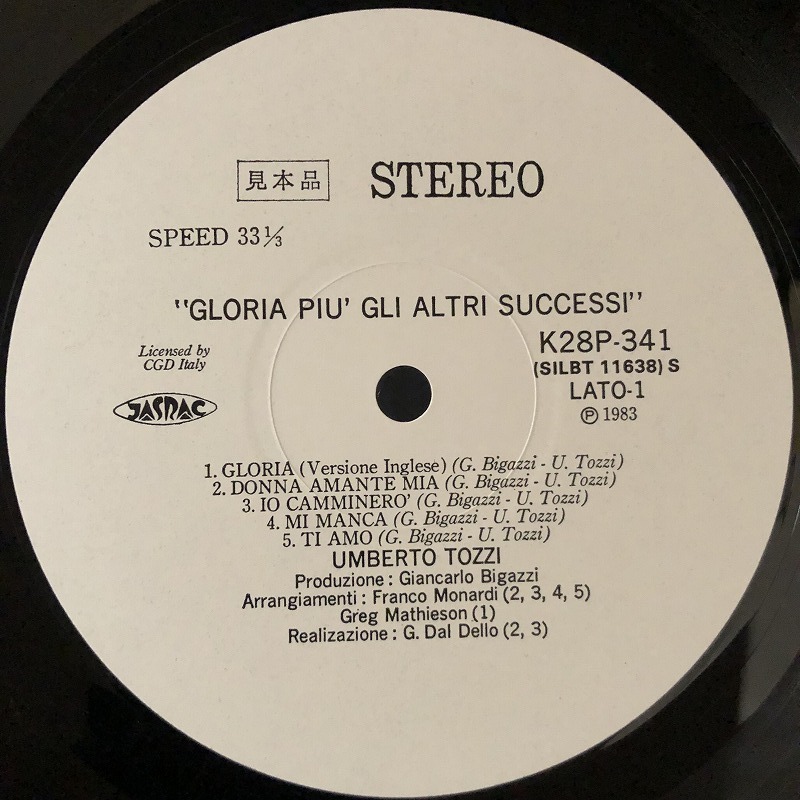 見本品 STEREO
SPEED 33⅓
"GLORIA PIU' GLI ALTRI SUCCESSI"
Licensed by
CGD Italy
K28P-341
(SILBT 11638) S
LATO-1
Ⓟ 1983
JASRAC
1. GLORIA (Versione Inglese) (G. Bigazzi - U. Tozzi)
2. DONNA AMANTE MIA (G. Bigazzi - U. Tozzi)
3. IO CAMMINERO' (G. Bigazzi - U. Tozzi)
4. MI MANCA (G. Bigazzi - U. Tozzi)
5. TI AMO (G. Bigazzi - U. Tozzi)
UMBERTO TOZZI
Produzione : Giancarlo Bigazzi
Arrangiamenti : Franco Monardi (2, 3, 4, 5)
Greg Mathieson (1)
Realizazione : G. Dal Dello (2, 3)